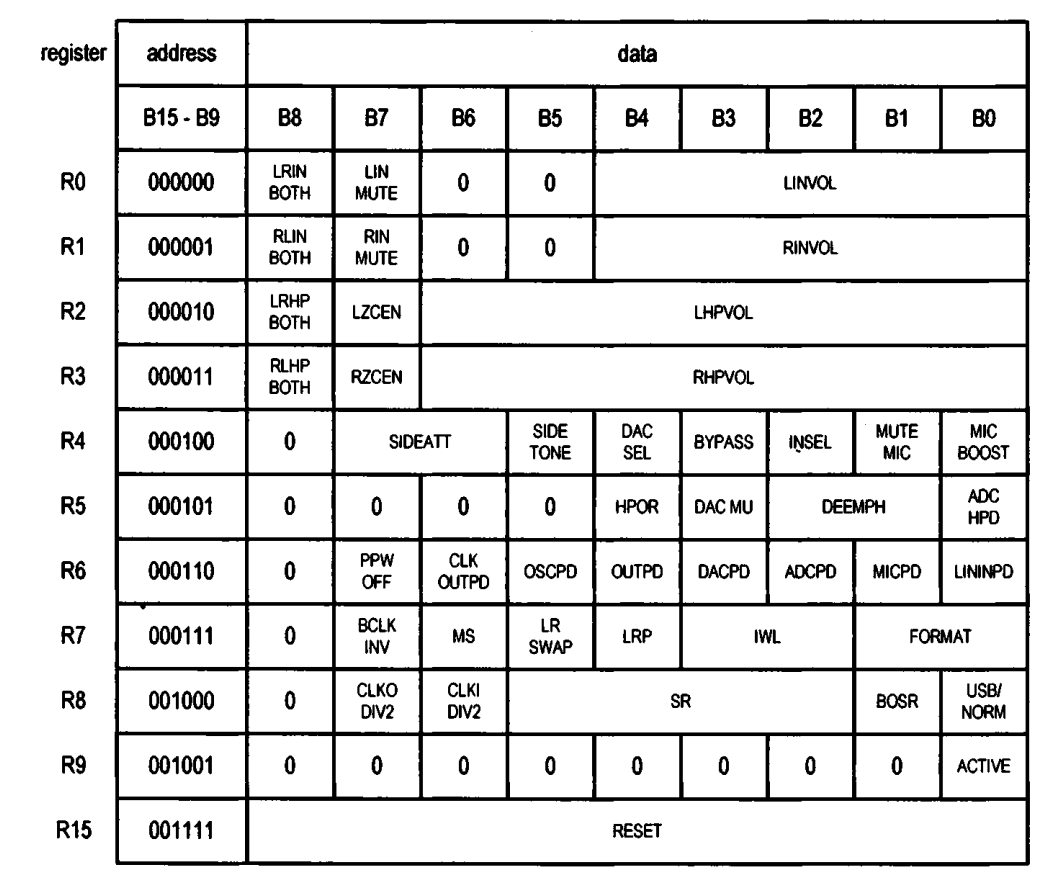 register address data
B15 - B9 B8 B7 B6 B5 B4 B3 B2 B1 B0
R0 000000 LRIN BOTH LIN MUTE 0 0 LINVOL
R1 000001 RLIN BOTH RIN MUTE 0 0 RINVOL
R2 000010 LRHP BOTH LZCEN LHPVOL
R3 000011 RLHP BOTH RZCEN RHPVOL
R4 000100 0 SIDEATT SIDE TONE DAC SEL BYPASS INSEL MUTE MIC MIC BOOST
R5 000101 0 0 0 0 HPOR DAC MU DEEMPH ADC HPD
R6 000110 0 PPW OFF CLK OUTPD OSCPD OUTPD DACPD ADCPD MICPD LININPD
R7 000111 0 BCLK INV MS LR SWAP LRP IWL FORMAT
R8 001000 0 CLKO DIV2 CLKI DIV2 SR BOSR USB/ NORM
R9 001001 0 0 0 0 0 0 0 0 ACTIVE
R15 001111 RESET